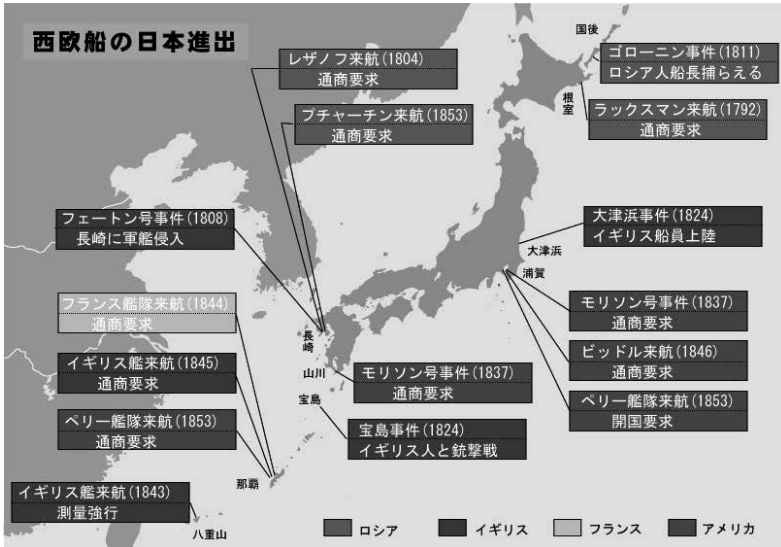 西欧船の日本進出
国後
レザノフ来航(1804)
通商要求
ゴローニン事件(1811)
ロシア人船長捕らえる
根室
プチャーチン来航(1853)
通商要求
ラックスマン来航(1792)
通商要求
フェートン号事件(1808)
長崎に軍艦侵入
大津浜事件(1824)
イギリス船員上陸
大津浜
浦賀
フランス艦隊来航(1844)
通商要求
モリソン号事件(1837)
通商要求
長崎
イギリス艦来航(1845)
通商要求
山川
モリソン号事件(1837)
通商要求
ビッドル来航(1846)
通商要求
宝島
ペリー艦隊来航(1853)
通商要求
宝島事件(1824)
イギリス人と銃撃戦
ペリー艦隊来航(1853)
開国要求
那覇
イギリス艦来航(1843)
測量強行
八重山
ロシア
イギリス
フランス
アメリカ